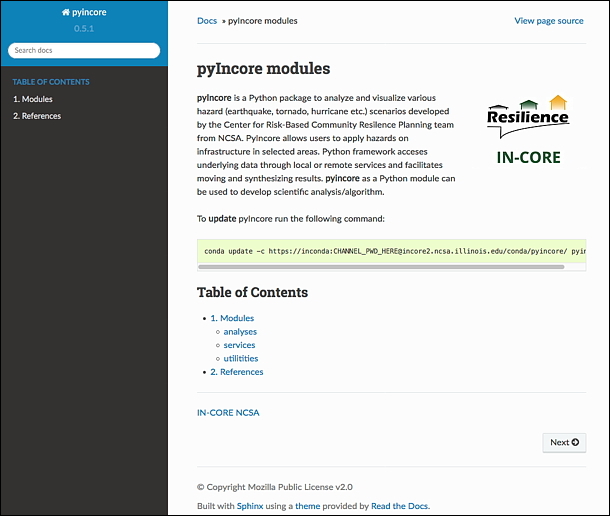 pyincore
0.5.1
Search docs
TABLE OF CONTENTS
1. Modules
2. References
Docs » pyIncore modules
View page source
pyIncore modules
pyIncore is a Python package to analyze and visualize various
hazard (earthquake, tornado, hurricane etc.) scenarios developed
by the Center for Risk-Based Community Resilence Planning team
from NCSA. PyIncore allows users to apply hazards on
infrastructure in selected areas. Python framework acceses
underlying data through local or remote services and facilitates
moving and synthesizing results. pyincore as a Python module can
be used to develop scientific analysis/algorithm.
Resilience
IN-CORE
To update pyIncore run the following command:
conda update -c https://inconda:CHANNEL_PWD_HERE@incore2.ncsa.illinois.edu/conda/pyincore/ pyin
Table of Contents
1. Modules
analyses
services
utilitities
2. References
IN-CORE NCSA
Next
© Copyright Mozilla Public License v2.0
Built with Sphinx using a theme provided by Read the Docs.